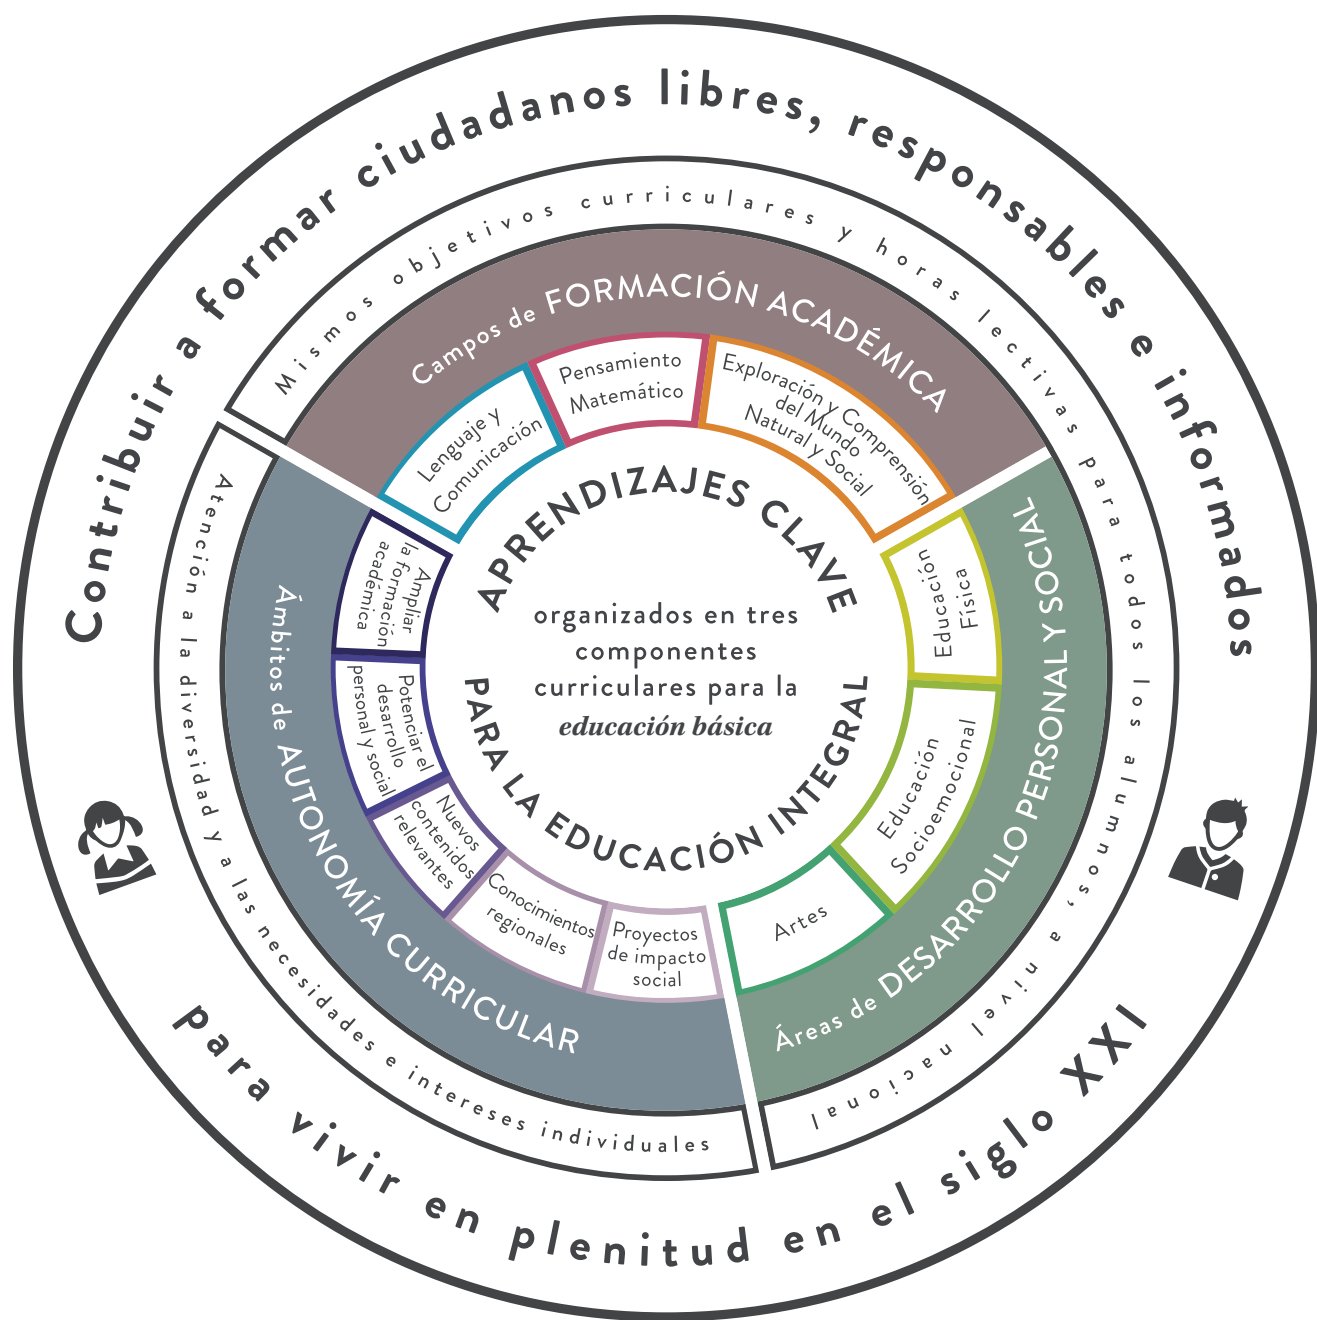 Contribuir a formar ciudadanos libres, responsables e informados
para vivir en plenitud en el siglo XXI
Mismos objetivos curriculares y horas lectivas para todos los alumnos, a nivel nacional
Atención a la diversidad y a las necesidades e intereses individuales
Campos de FORMACIÓN ACADÉMICA
Lenguaje y
Comunicación
Pensamiento
Matemático
Exploración y Comprensión
del Mundo
Natural y Social
Áreas de DESARROLLO PERSONAL Y SOCIAL
Educación
Física
Educación
Socioemocional
Artes
Ámbitos de AUTONOMÍA CURRICULAR
Ampliar
la formación
académica
Potenciar el
desarrollo
personal y social
Nuevos
contenidos
relevantes
Conocimientos
regionales
Proyectos
de impacto
social
APRENDIZAJES CLAVE
PARA LA EDUCACIÓN INTEGRAL
organizados en tres
componentes
curriculares para la
educación básica